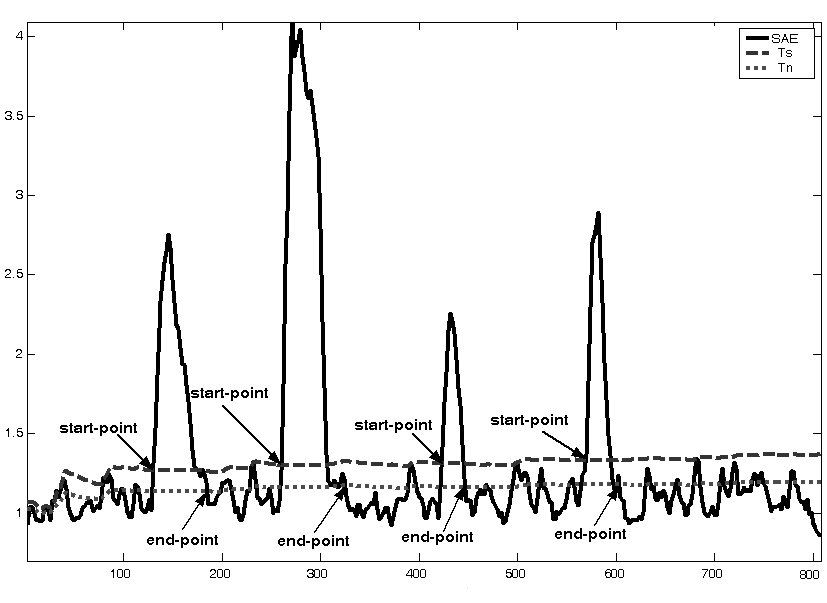 4
SAE
Ts
Tn
3.5
3
2.5
2
start-point
1.5
start-point
start-point
start-point
1
end-point
end-point
end-point
end-point
100
200
300
400
500
600
700
800